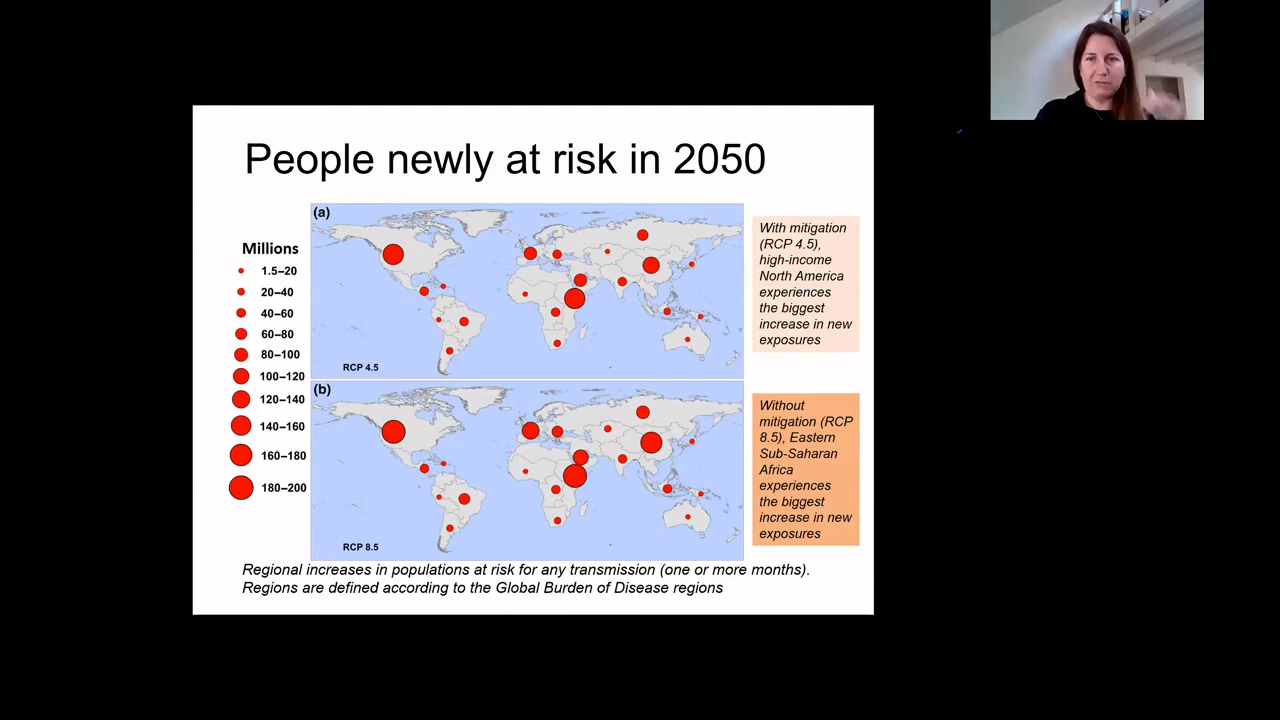 People newly at risk in 2050
Millions
1.5–20
20–40
40–60
60–80
80–100
100–120
120–140
140–160
160–180
180–200
(a)
RCP 4.5
With mitigation
(RCP 4.5),
high-income
North America
experiences
the biggest
increase in new
exposures
(b)
RCP 8.5
Without
mitigation (RCP
8.5), Eastern
Sub-Saharan
Africa
experiences
the biggest
increase in new
exposures
Regional increases in populations at risk for any transmission (one or more months).
Regions are defined according to the Global Burden of Disease regions